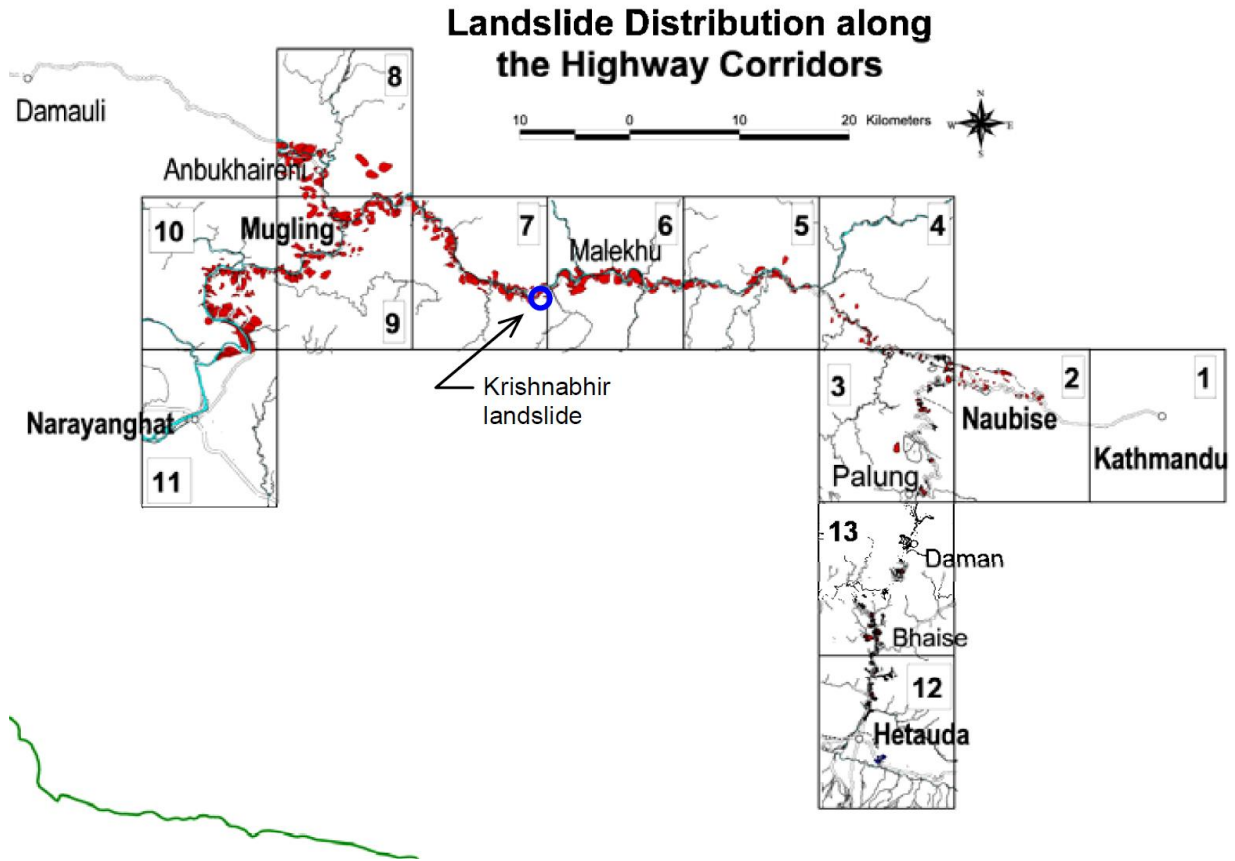 Landslide Distribution along
the Highway Corridors
N
W E
S
10 0 10 20 Kilometers
8
Damauli
Anbukhaireni
10
Mugling
7
6
5
4
Malekhu
9
Krishnabhir
landslide
3
2
1
Narayanghat
Naubise
Kathmandu
11
Palung
13
Daman
Bhaise
12
Hetauda